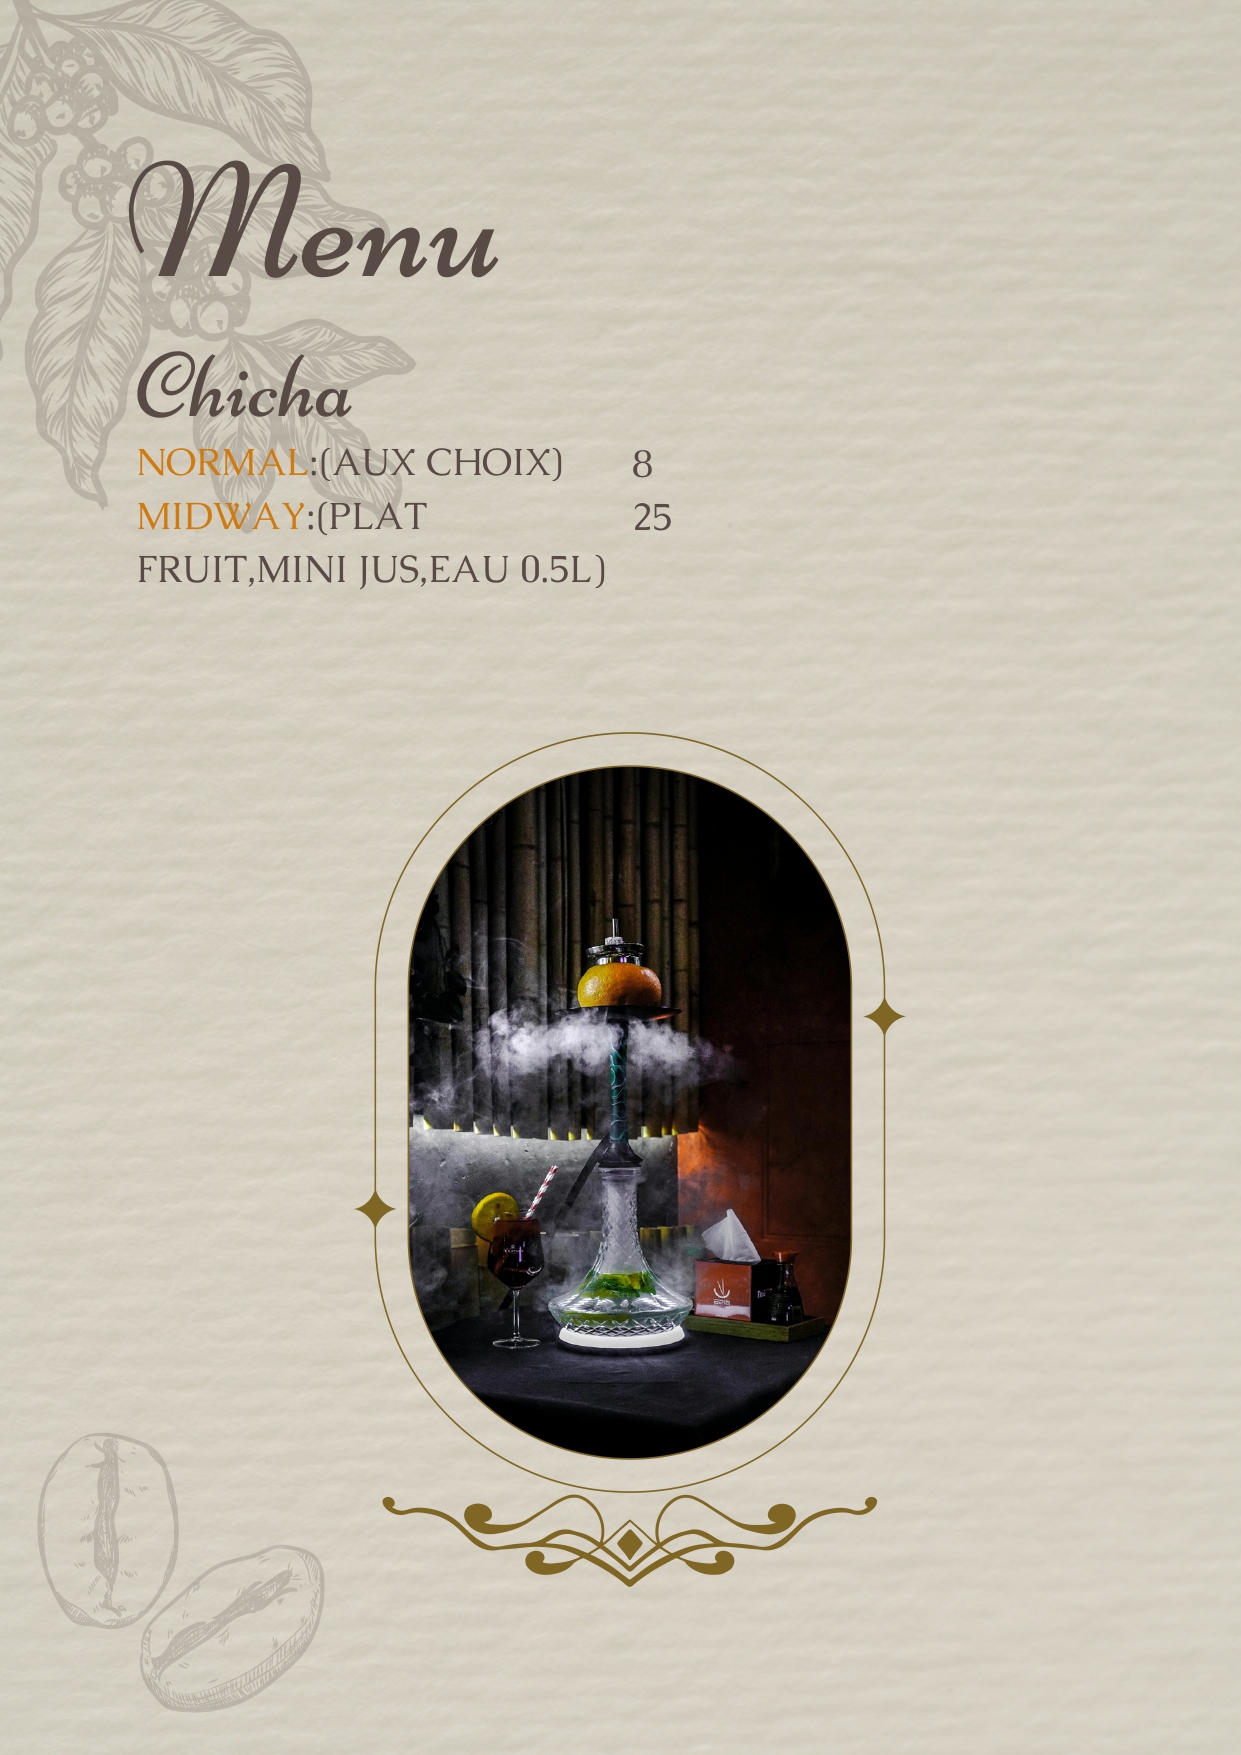 Menu
Chicha
NORMAL:(AUX CHOIX) 8
MIDWAY:(PLAT 25
FRUIT,MINI JUS,EAU 0.5L)